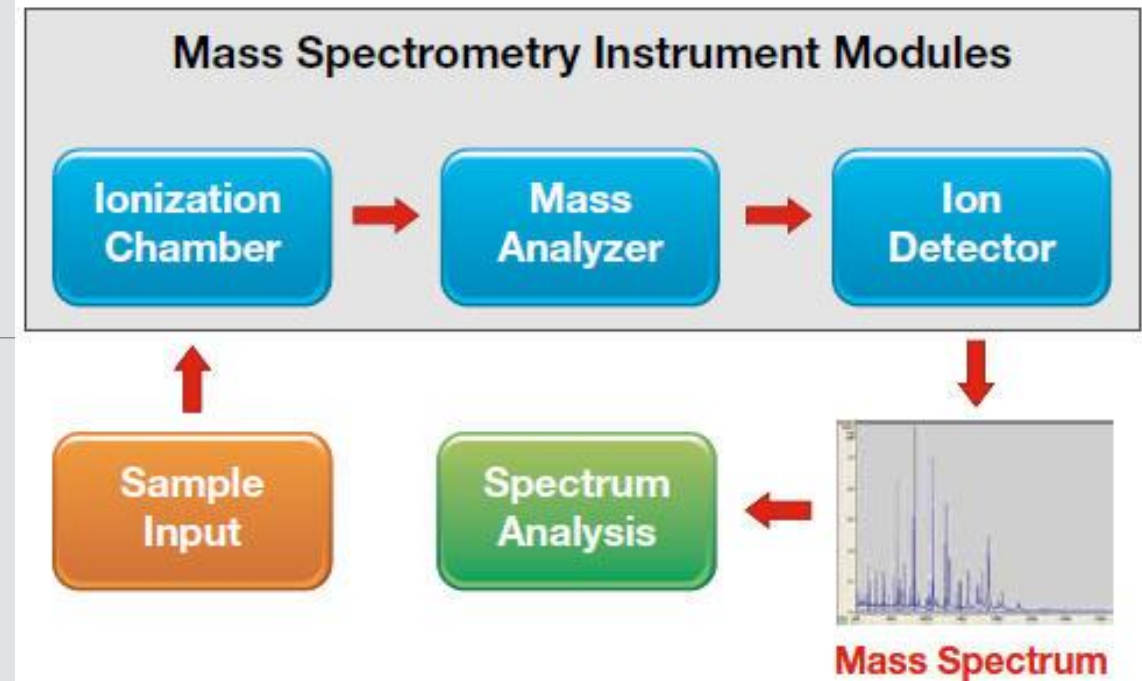 Mass Spectrometry Instrument Modules
Ionization
Chamber
Mass
Analyzer
Ion
Detector
Sample
Input
Spectrum
Analysis
Mass Spectrum